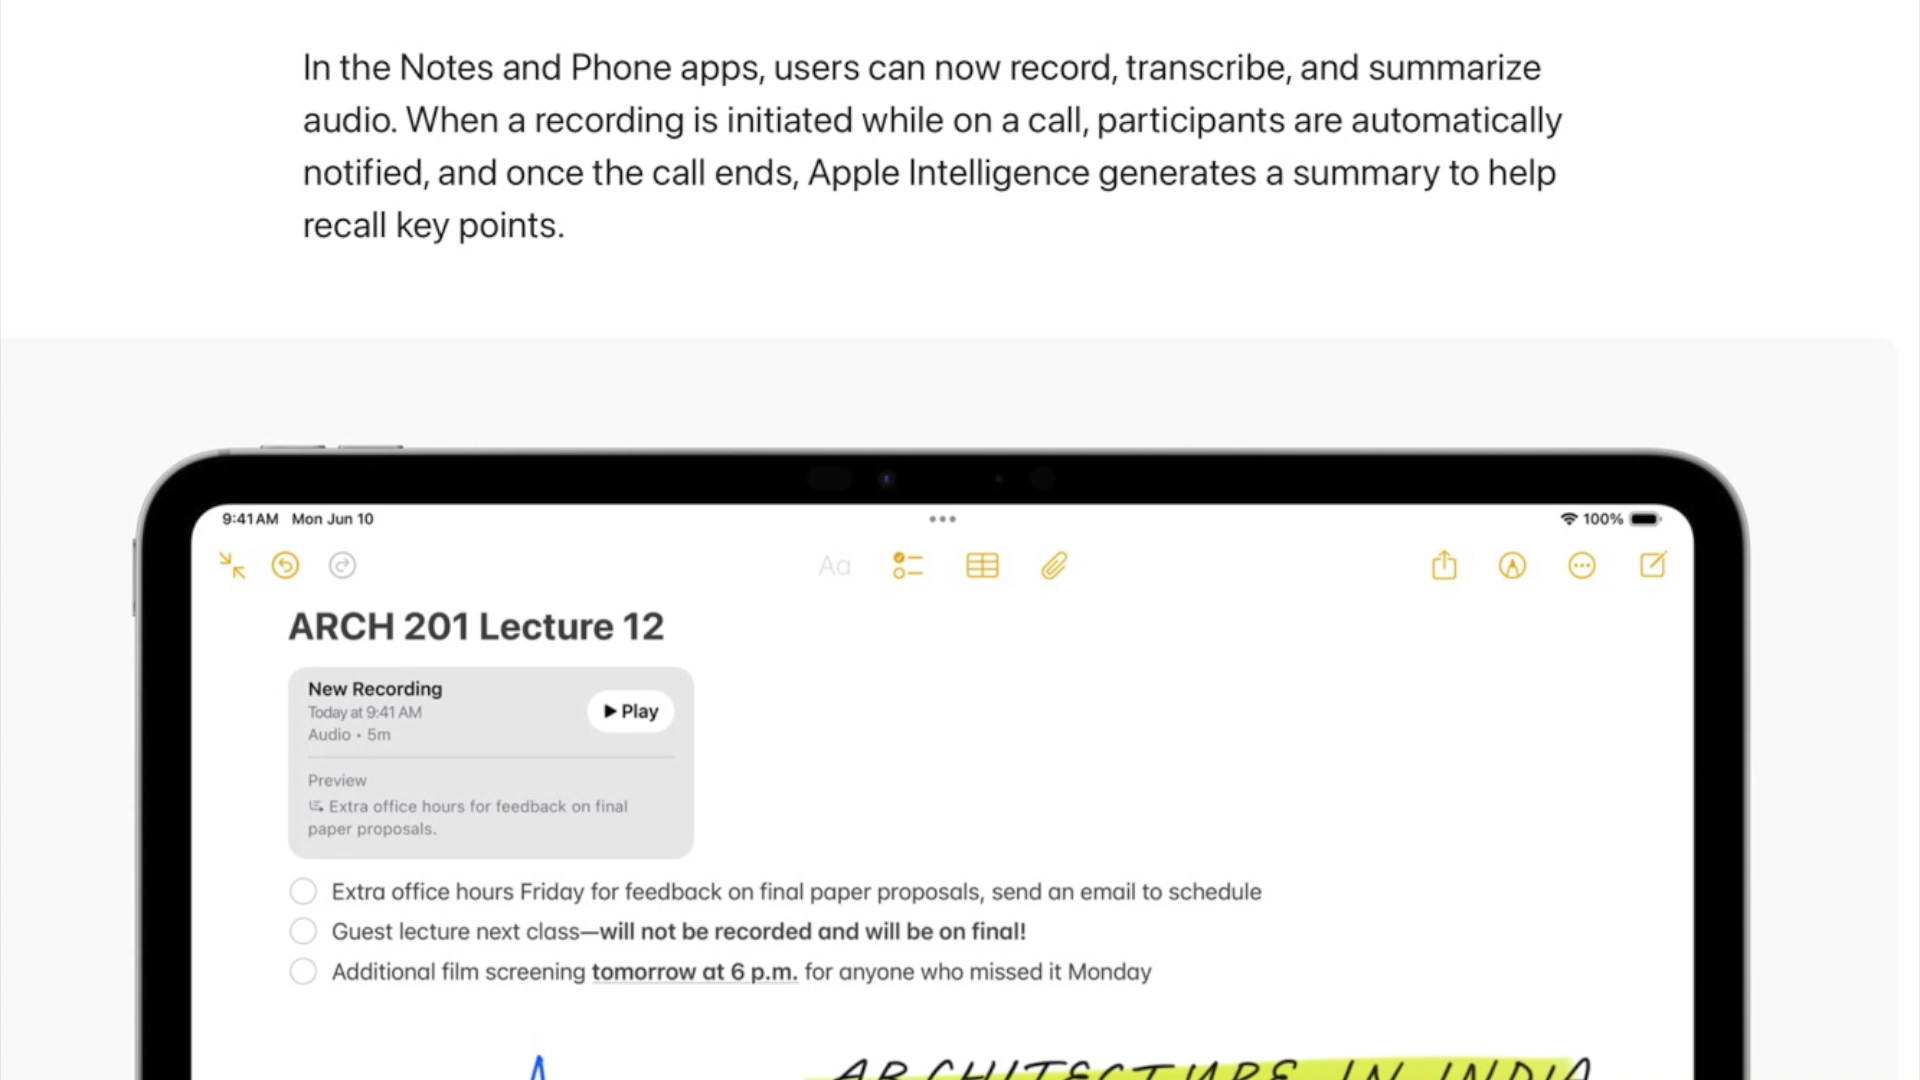 In the Notes and Phone apps, users can now record, transcribe, and summarize
audio. When a recording is initiated while on a call, participants are automatically
notified, and once the call ends, Apple Intelligence generates a summary to help
recall key points.
9:41 AM Mon Jun 10
100%
Aa
ARCH 201 Lecture 12
New Recording
Today at 9:41 AM
Audio • 5m
Play
Preview
Extra office hours for feedback on final
paper proposals.
Extra office hours Friday for feedback on final paper proposals, send an email to schedule
Guest lecture next class—will not be recorded and will be on final!
Additional film screening tomorrow at 6 p.m. for anyone who missed it Monday
ARCHITECTURE IN INDIA